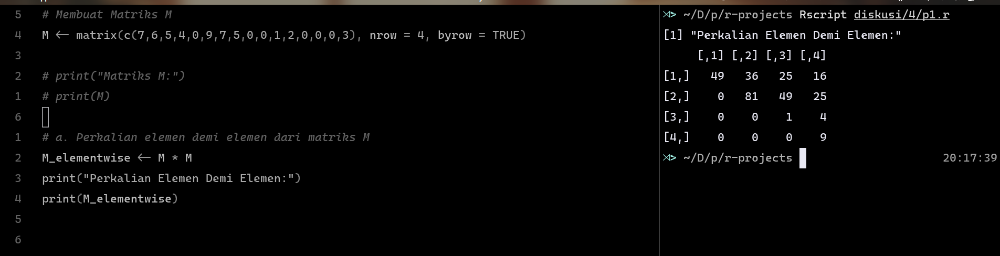 5 # Membuat Matriks M
4 M <- matrix(c(7,6,5,4,0,9,7,5,0,0,1,2,0,0,0,3), nrow = 4, byrow = TRUE)
3
2 # print("Matriks M:")
1 # print(M)
6
1 # a. Perkalian elemen demi elemen dari matriks M
2 M_elementwise <- M * M
3 print("Perkalian Elemen Demi Elemen:")
4 print(M_elementwise)
5
6
~/D/p/r-projects Rscript diskusi/4/p1.r
[1] "Perkalian Elemen Demi Elemen:"
[,1] [,2] [,3] [,4]
[1,] 49 36 25 16
[2,] 0 81 49 25
[3,] 0 0 1 4
[4,] 0 0 0 9
~/D/p/r-projects 20:17:39